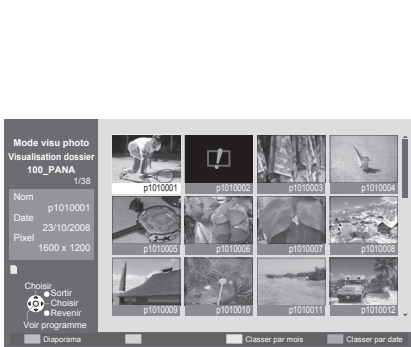 Mode visu photo
Visualisation dossier
100_PANA
1/38
Nom
p1010001
Date
23/10/2008
Pixel
1600 x 1200
Choisir
Sortir
Choisir
Revenir
Voir programme
p1010001 p1010002 p1010003 p1010004
p1010005 p1010006 p1010007 p1010008
p1010009 p1010010 p1010011 p1010012
Diaporama Classer par mois Classer par date